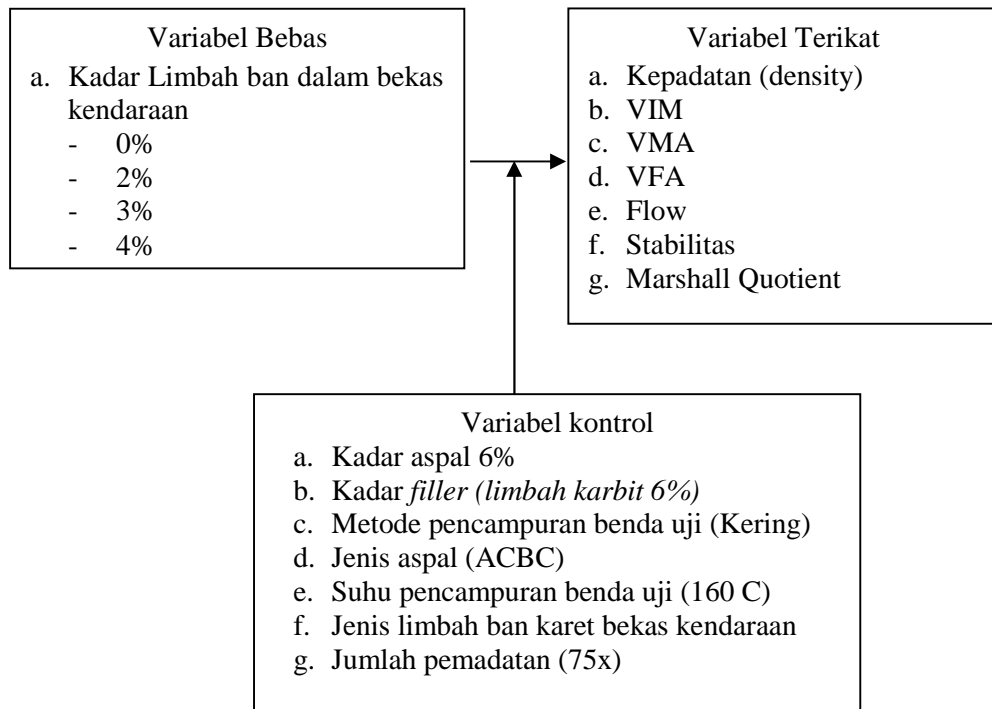 Variabel Bebas
a. Kadar Limbah ban dalam bekas
kendaraan
- 0%
- 2%
- 3%
- 4%
Variabel Terikat
a. Kepadatan (density)
b. VIM
c. VMA
d. VFA
e. Flow
f. Stabilitas
g. Marshall Quotient
Variabel kontrol
a. Kadar aspal 6%
b. Kadar filler (limbah karbit 6%)
c. Metode pencampuran benda uji (Kering)
d. Jenis aspal (ACBC)
e. Suhu pencampuran benda uji (160 C)
f. Jenis limbah ban karet bekas kendaraan
g. Jumlah pemadatan (75x)